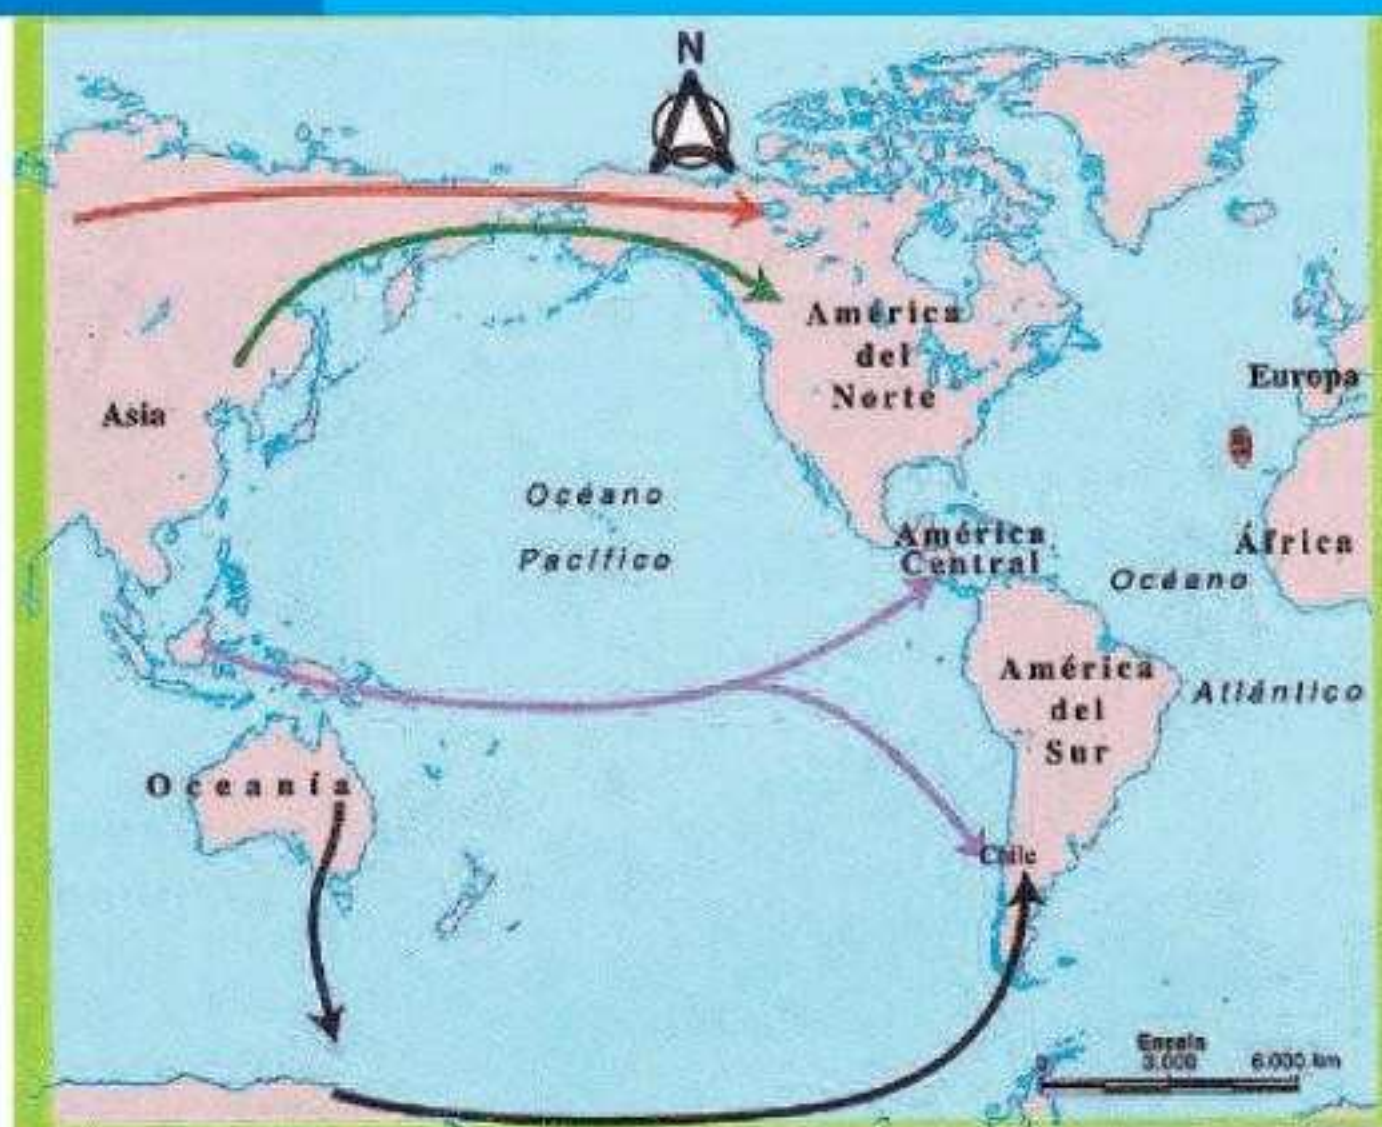 N
América
del
Norte
Europa
Asia
Océano
Pacífico
América
Central
África
Océano
Atlántico
América
del
Sur
Oceanía
Chile
Escala
0 3.000 6.000 km